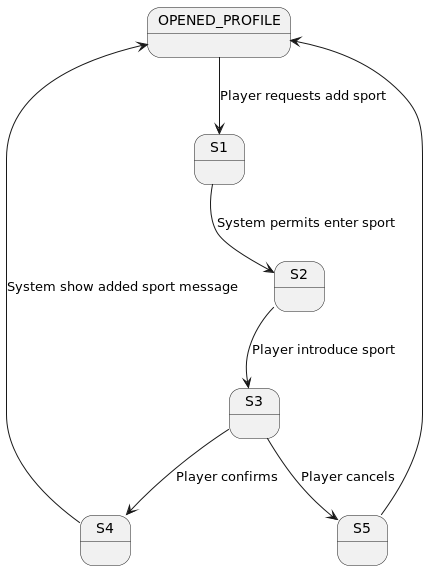 OPENED_PROFILE
Player requests add sport
S1
System permits enter sport
S2
System show added sport message
Player introduce sport
S3
Player confirms
Player cancels
S4
S5